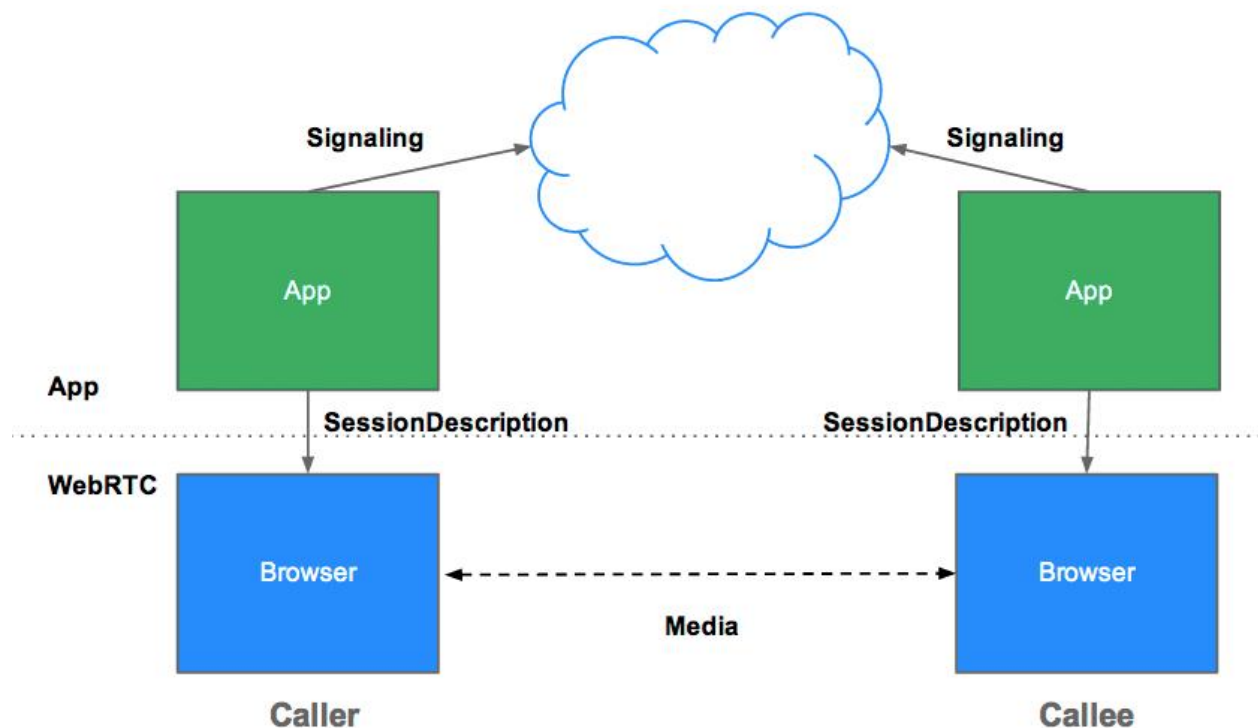 Signaling
Signaling
App
App
App
SessionDescription
SessionDescription
WebRTC
Browser
Browser
Media
Caller
Callee